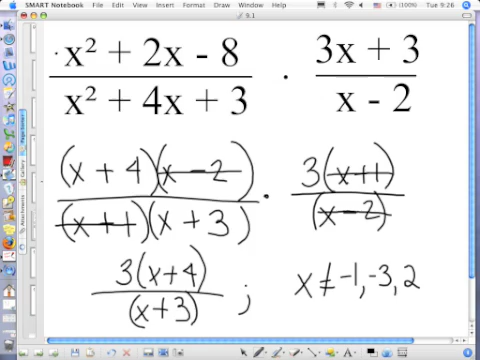 SMART Notebook File Edit View Insert Format Draw Window Help Tue 9:26
9.1
x² + 2x - 8 3x + 3
x² + 4x + 3 · x - 2
(x + 4)(x - 2) · 3(x+1)
(x+1)(x + 3) (x - 2)
3(x+4)
(x+3) ; x ≠ -1, -3, 2
Gallery